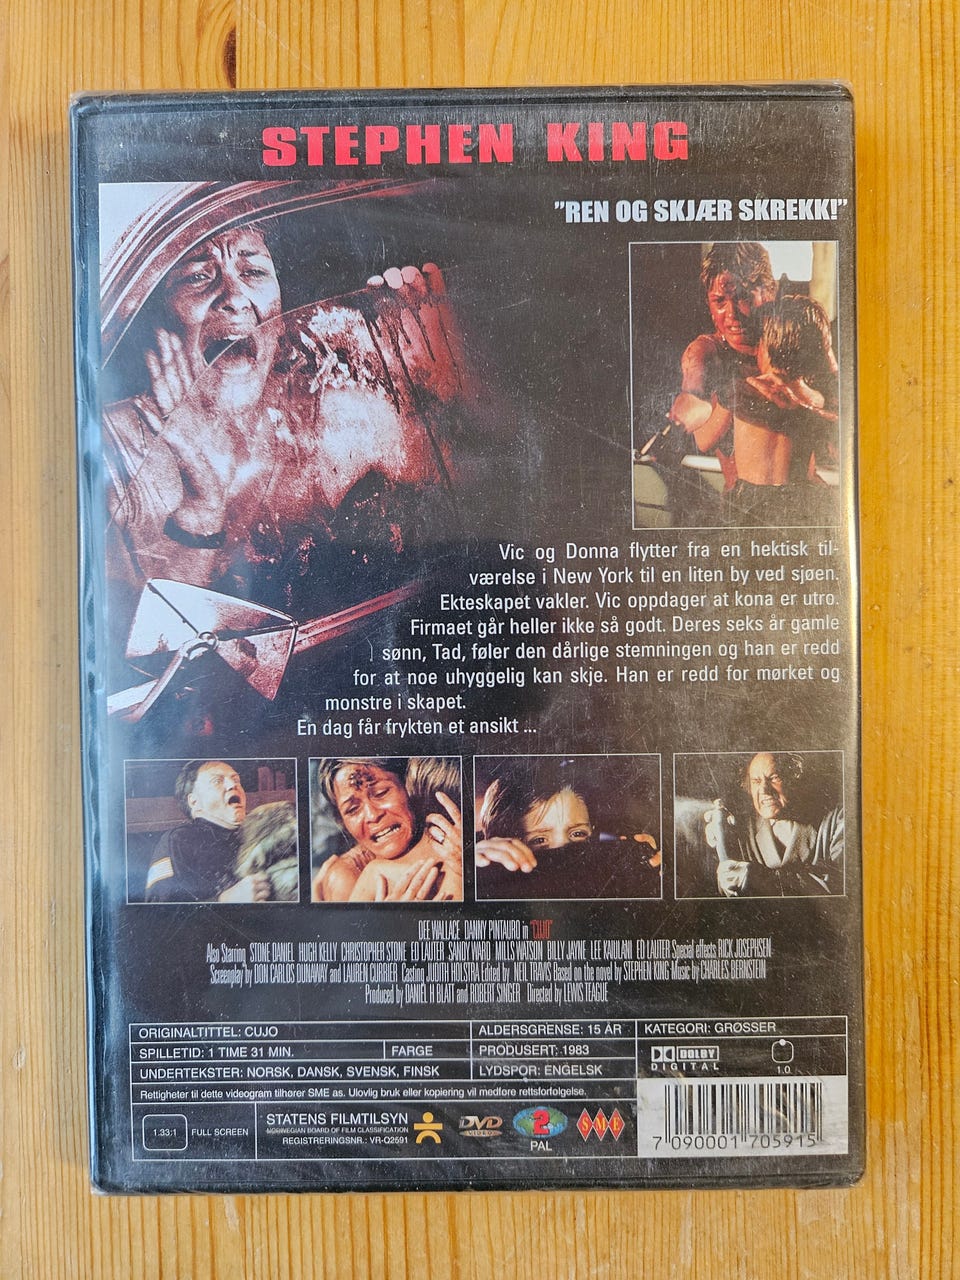 STEPHEN KING
"REN OG SKJÆR SKREKK!"
Vic og Donna flytter fra en hektisk til-
værelse i New York til en liten by ved sjøen.
Ekteskapet vakler. Vic oppdager at kona er utro.
Firmaet går heller ikke så godt. Deres seks år gamle
sønn, Tad, føler den dårlige stemningen og han er redd
for at noe uhyggelig kan skje. Han er redd for mørket og
monstre i skapet.
En dag får frykten et ansikt ...
DEE WALLACE DANNY PINTAURO in "CUJO"
Also Starring STONE DANIEL HUGH KELLY CHRISTOPHER STONE ED LAUTER SANDY WARD MILLS WATSON BILLY JAYNE LEE KAIULANI ED LAUTER Special effects RICK JOSEPHSEN
Screenplay by DON CARLOS DUNAWAY and LAUREN CURRIER Casting JUDITH HOLSTRA Edited by NEIL TRAVIS Based on the novel by STEPHEN KING Music by CHARLES BERNSTEIN
Produced by DANIEL H BLATT and ROBERT SINGER Directed by LEWIS TEAGUE
ORIGINALTITTEL: CUJO
ALDERSGRENSE: 15 ÅR
KATEGORI: GRØSSER
SPILLETID: 1 TIME 31 MIN.
FARGE
PRODUSERT: 1983
UNDERTEKSTER: NORSK, DANSK, SVENSK, FINSK
LYDSPOR: ENGELSK
DOLBY
DIGITAL
1.0
Rettigheter til dette videogram tilhører SME as. Ulovlig bruk eller kopiering vil medføre rettsforfølgelse.
1.33:1
FULL SCREEN
STATENS FILMTILSYN
NORWEGIAN BOARD OF FILM CLASSIFICATION
REGISTRERINGSNR.: VR-Q2591
DVD
VIDEO
2
PAL
SME
7 090001 705915